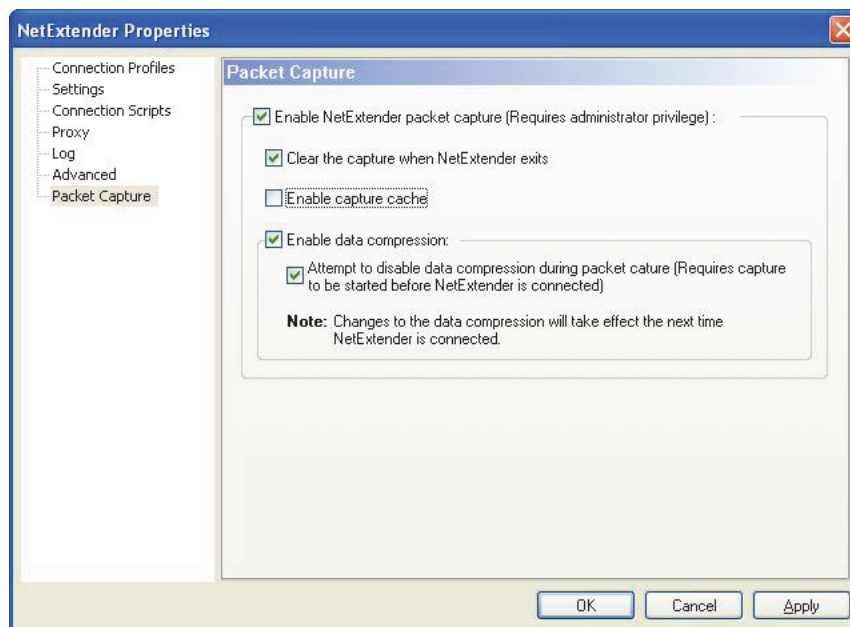 NetExtender Properties
Connection Profiles
Settings
Connection Scripts
Proxy
Log
Advanced
Packet Capture
Packet Capture
Enable NetExtender packet capture (Requires administrator privilege) :
Clear the capture when NetExtender exits
Enable capture cache
Enable data compression:
Attempt to disable data compression during packet cature (Requires capture
to be started before NetExtender is connected)
Note: Changes to the data compression will take effect the next time
NetExtender is connected.
OK
Cancel
Apply